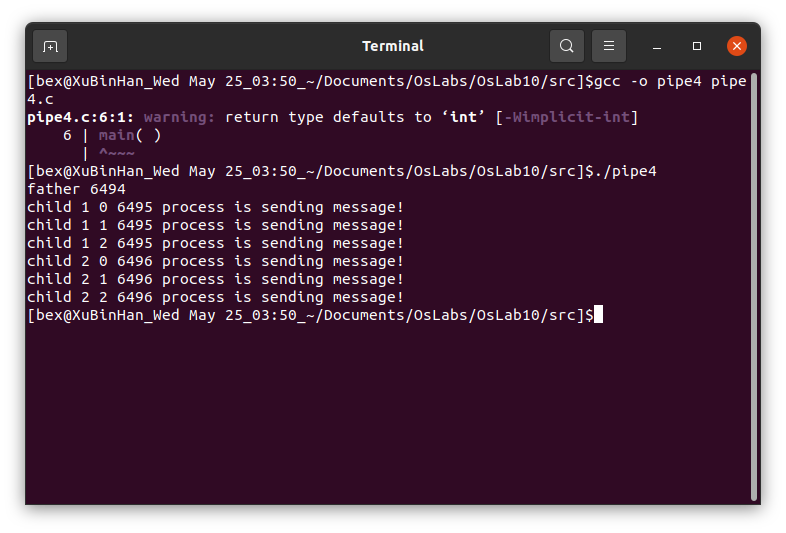 Terminal
[bex@XuBinHan_Wed May 25_03:50_~/Documents/OsLabs/OsLab10/src]$gcc -o pipe4 pipe
4.c
pipe4.c:6:1: warning: return type defaults to ‘int’ [-Wimplicit-int]
    6 | main( )
      | ^~~~
[bex@XuBinHan_Wed May 25_03:50_~/Documents/OsLabs/OsLab10/src]$./pipe4
father 6494
child 1 0 6495 process is sending message!
child 1 1 6495 process is sending message!
child 1 2 6495 process is sending message!
child 2 0 6496 process is sending message!
child 2 1 6496 process is sending message!
child 2 2 6496 process is sending message!
[bex@XuBinHan_Wed May 25_03:50_~/Documents/OsLabs/OsLab10/src]$